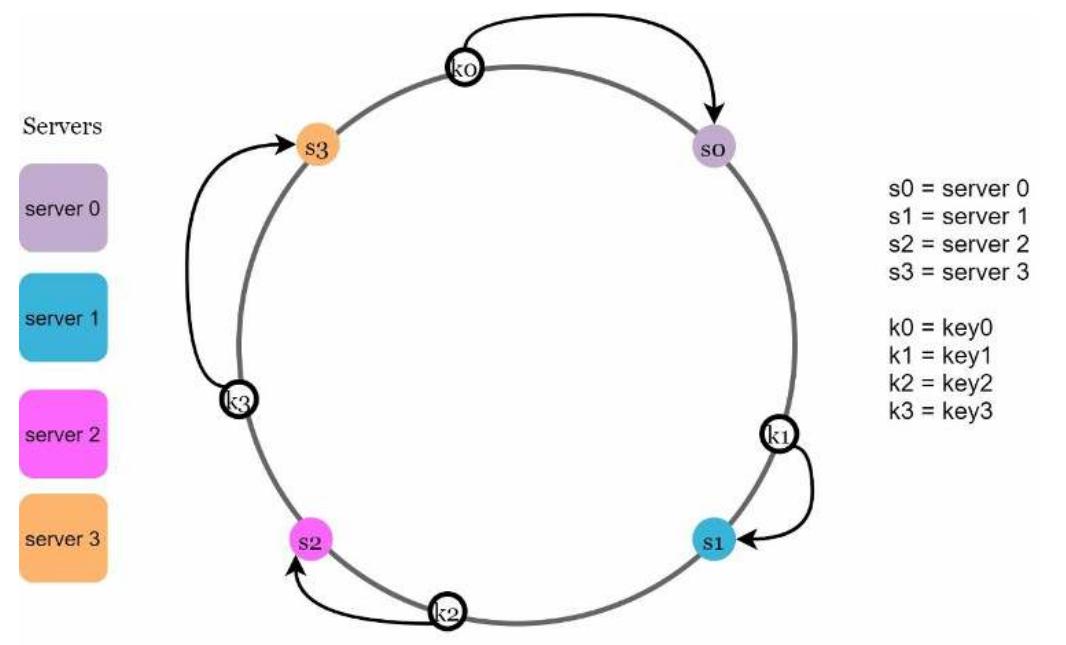 k0
Servers
s3
s0
server 0
s0 = server 0
s1 = server 1
s2 = server 2
s3 = server 3
server 1
k0 = key0
k1 = key1
k2 = key2
k3 = key3
k3
k1
server 2
server 3
s2
s1
k2